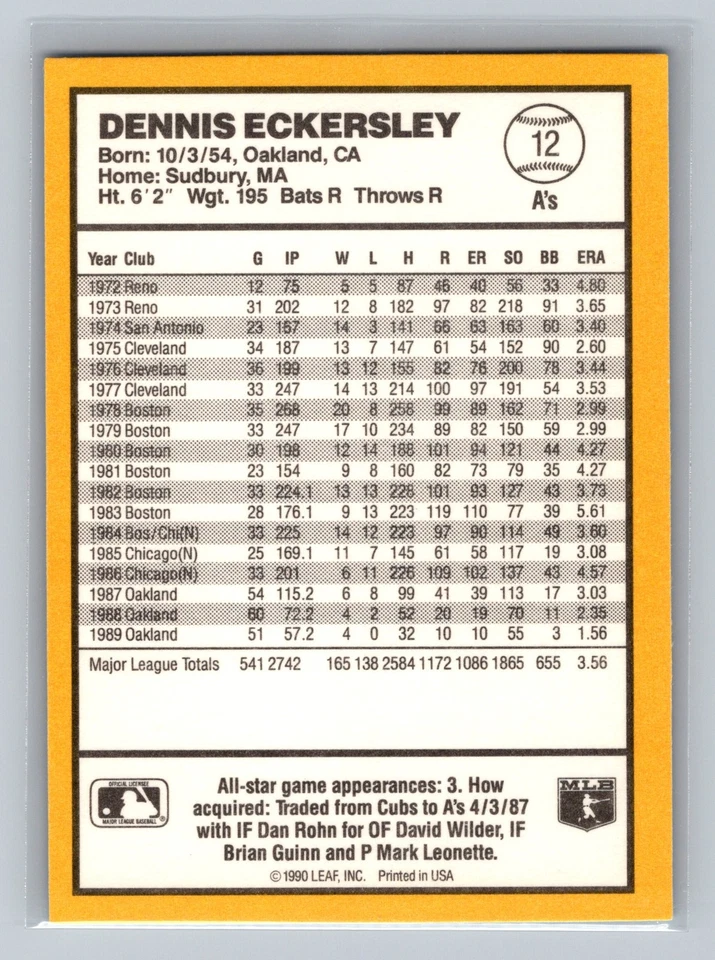 DENNIS ECKERSLEY
Born: 10/3/54, Oakland, CA
Home: Sudbury, MA
Ht. 6'2" Wgt. 195 Bats R Throws R
12
A's
Year Club G IP W L H R ER SO BB ERA
1972 Reno 12 75 5 5 87 46 40 56 33 4.80
1973 Reno 31 202 12 8 182 97 82 218 91 3.65
1974 San Antonio 23 167 14 3 141 66 63 163 60 3.40
1975 Cleveland 34 187 13 7 147 61 54 152 90 2.60
1976 Cleveland 36 199 13 12 155 82 76 200 78 3.44
1977 Cleveland 33 247 14 13 214 100 97 191 54 3.53
1978 Boston 35 268 20 8 258 99 89 162 71 2.99
1979 Boston 33 247 17 10 234 89 82 150 59 2.99
1980 Boston 30 198 12 14 188 101 94 121 44 4.27
1981 Boston 23 154 9 8 160 82 73 79 35 4.27
1982 Boston 33 224.1 13 13 228 101 93 127 43 3.73
1983 Boston 28 176.1 9 13 223 119 110 77 39 5.61
1984 Bos/Chi(N) 33 225 14 12 223 97 90 114 49 3.60
1985 Chicago(N) 25 169.1 11 7 145 61 58 117 19 3.08
1986 Chicago(N) 33 201 6 11 226 109 102 137 43 4.57
1987 Oakland 54 115.2 6 8 99 41 39 113 17 3.03
1988 Oakland 60 72.2 4 2 52 20 19 70 11 2.35
1989 Oakland 51 57.2 4 0 32 10 10 55 3 1.56
Major League Totals 541 2742 165 138 2584 1172 1086 1865 655 3.56
OFFICIAL LICENSEE
MAJOR LEAGUE BASEBALL
®
All-star game appearances: 3. How
acquired: Traded from Cubs to A's 4/3/87
with IF Dan Rohn for OF David Wilder, IF
Brian Guinn and P Mark Leonette.
MLB
©1990 LEAF, INC. Printed in USA